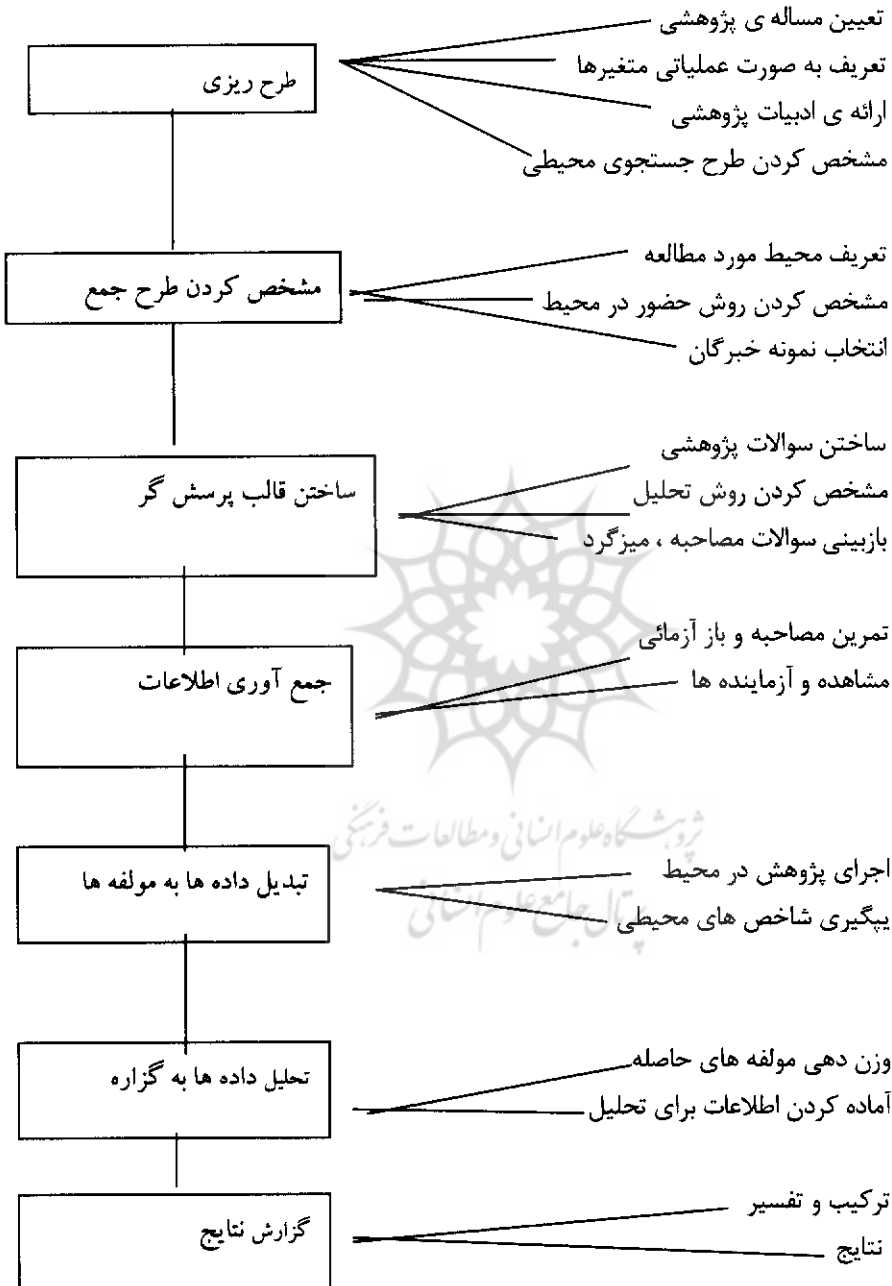 تعیین مساله ی پژوهشی
طرح ریزی
تعریف به صورت عملیاتی متغیرها
ارائه ی ادبیات پژوهشی
مشخص کردن طرح جستجوی محیطی
تعریف محیط مورد مطالعه
مشخص کردن طرح جمع
مشخص کردن روش حضور در محیط
انتخاب نمونه خبرگان
ساختن سوالات پژوهشی
ساختن قالب پرسش گر
مشخص کردن روش تحلیل
بازبینی سوالات مصاحبه ، میزگرد
تمرین مصاحبه و باز آزمائی
جمع آوری اطلاعات
مشاهده و آزماینده ها
پژوهشگاه علوم انسانی و مطالعات فرهنگی
اجرای پژوهش در محیط
تبدیل داده ها به مولفه ها
پرتال جامع علوم انسانی
پیگیری شاخص های محیطی
وزن دهی مولفه های حاصله
تحلیل داده ها به گزاره
آماده کردن اطلاعات برای تحلیل
ترکیب و تفسیر
گزارش نتایج
نتایج